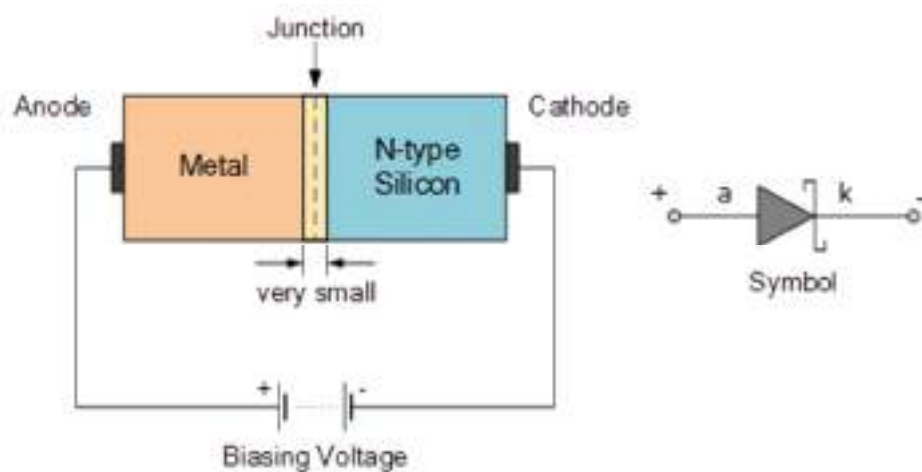 Junction
Anode
Cathode
Metal
N-type
Silicon
very small
+ -
Biasing Voltage
+ a k -
Symbol